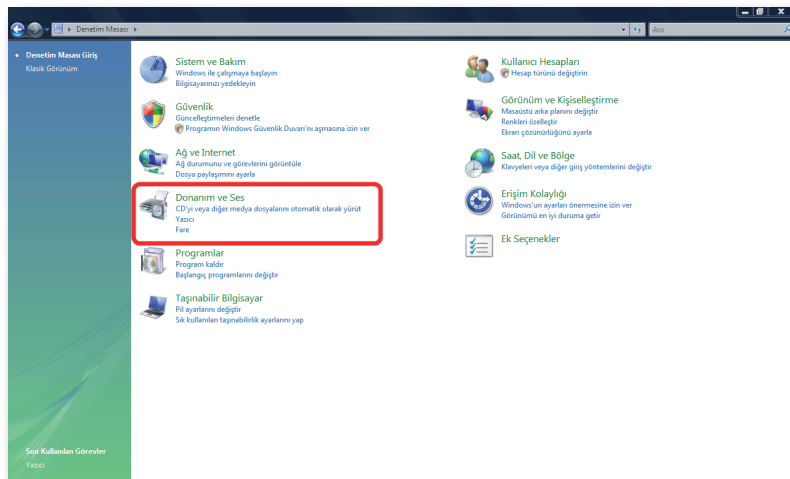 Denetim Masası
Ara
Denetim Masası Giriş
Klasik Görünüm
Sistem ve Bakım
Windows ile çalışmaya başlayın
Bilgisayarınızı yedekleyin
Güvenlik
Güncelleştirmeleri denetle
Programın Windows Güvenlik Duvarı'nı aşmasına izin ver
Ağ ve Internet
Ağ durumunu ve görevlerini görüntüle
Dosya paylaşımını ayarla
Donanım ve Ses
CD'yi veya diğer medya dosyalarını otomatik olarak yürüt
Yazıcı
Fare
Programlar
Program kaldır
Başlangıç programlarını değiştir
Taşınabilir Bilgisayar
Pil ayarlarını değiştir
Sık kullanılan taşınabilirlik ayarlarını yap
Kullanıcı Hesapları
Hesap türünü değiştirin
Görünüm ve Kişiselleştirme
Masaüstü arka planını değiştir
Renkleri özelleştir
Ekran çözünürlüğünü ayarla
Saat, Dil ve Bölge
Klavyeleri veya diğer giriş yöntemlerini değiştir
Erişim Kolaylığı
Windows'un ayarları önermesine izin ver
Görünümü en iyi duruma getir
Ek Seçenekler
Son Kullanılan Görevler
Yazıcı